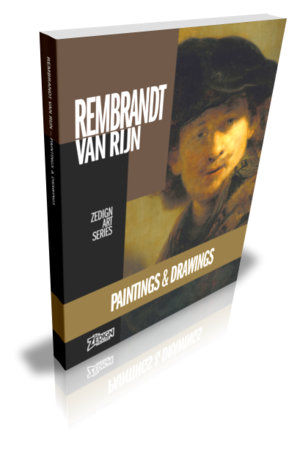 REMBRANDT VAN RIJN - PAINTINGS & DRAWINGS
REMBRANDT
VAN RIJN
ZEDIGN
ART
SERIES
PAINTINGS & DRAWINGS
ZEDIGN